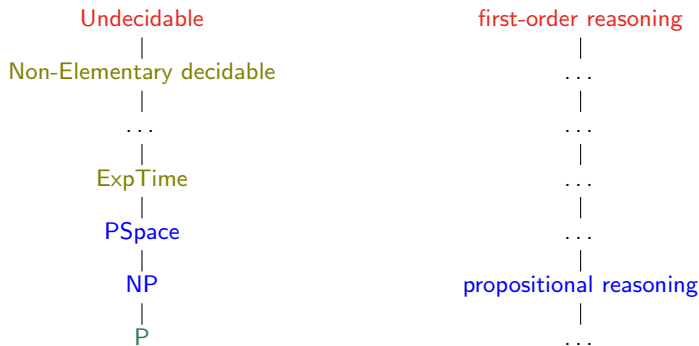 Undecidable first-order reasoning
Non-Elementary decidable ...
... ...
ExpTime ...
PSpace ...
NP propositional reasoning
P ...